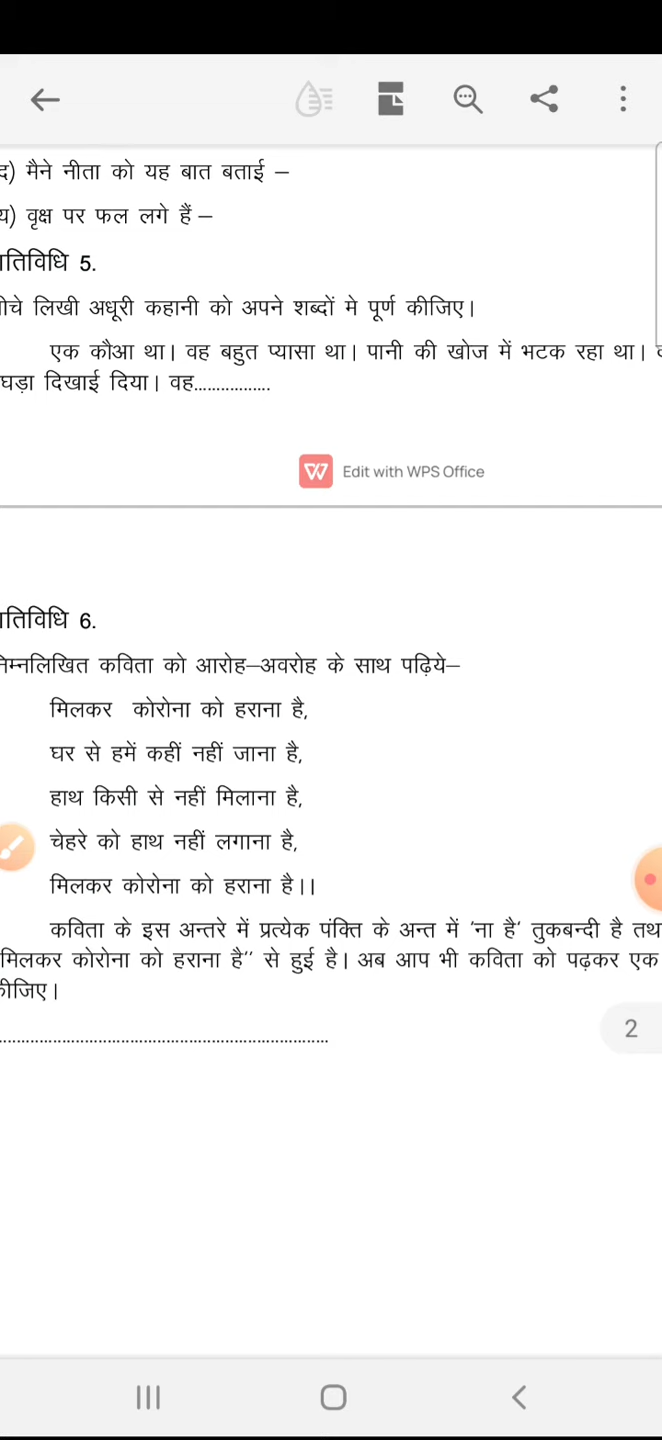 द) मैने नीता को यह बात बताई –
य) वृक्ष पर फल लगे हैं –
तिविधि 5.
चे लिखी अधूरी कहानी को अपने शब्दों मे पूर्ण कीजिए।
एक कौआ था। वह बहुत प्यासा था। पानी की खोज में भटक रहा था।
घड़ा दिखाई दिया। वह..................
W Edit with WPS Office
तिविधि 6.
म्नलिखित कविता को आरोह–अवरोह के साथ पढ़िये–
मिलकर कोरोना को हराना है,
घर से हमें कहीं नहीं जाना है,
हाथ किसी से नहीं मिलाना है,
चेहरे को हाथ नहीं लगाना है,
मिलकर कोरोना को हराना है।।
कविता के इस अन्तरे में प्रत्येक पंक्ति के अन्त में 'ना है' तुकबन्दी है तथ
मिलकर कोरोना को हराना है" से हुई है। अब आप भी कविता को पढ़कर एक
ीजिए।
..........................................................................
2